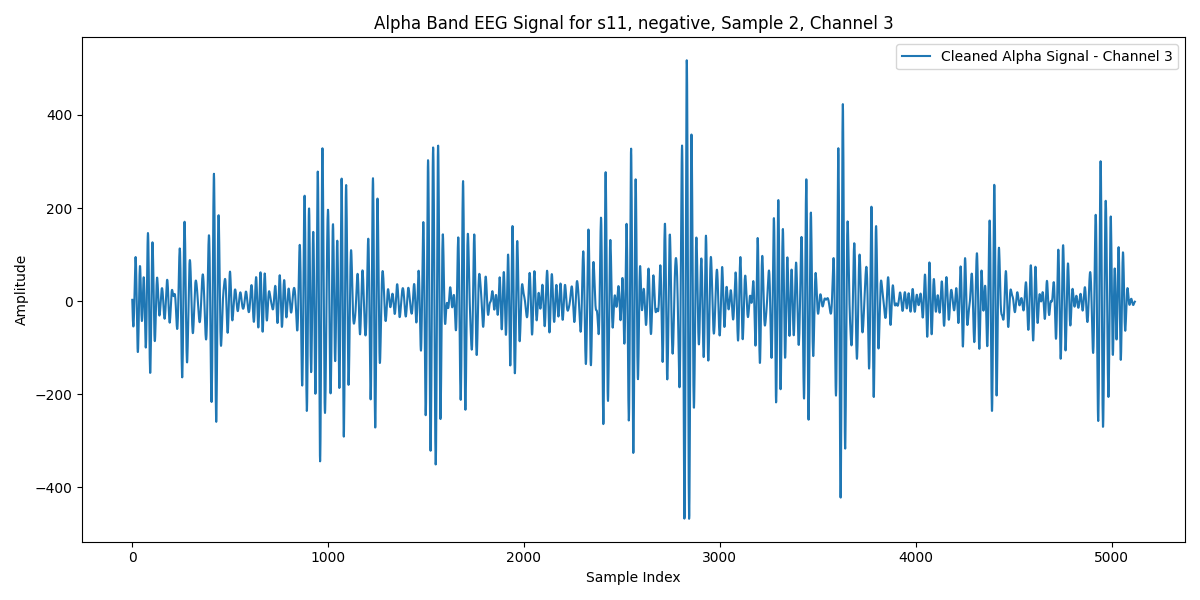 Alpha Band EEG Signal for s11, negative, Sample 2, Channel 3
Cleaned Alpha Signal - Channel 3
Amplitude
400
200
0
−200
−400
0 1000 2000 3000 4000 5000
Sample Index